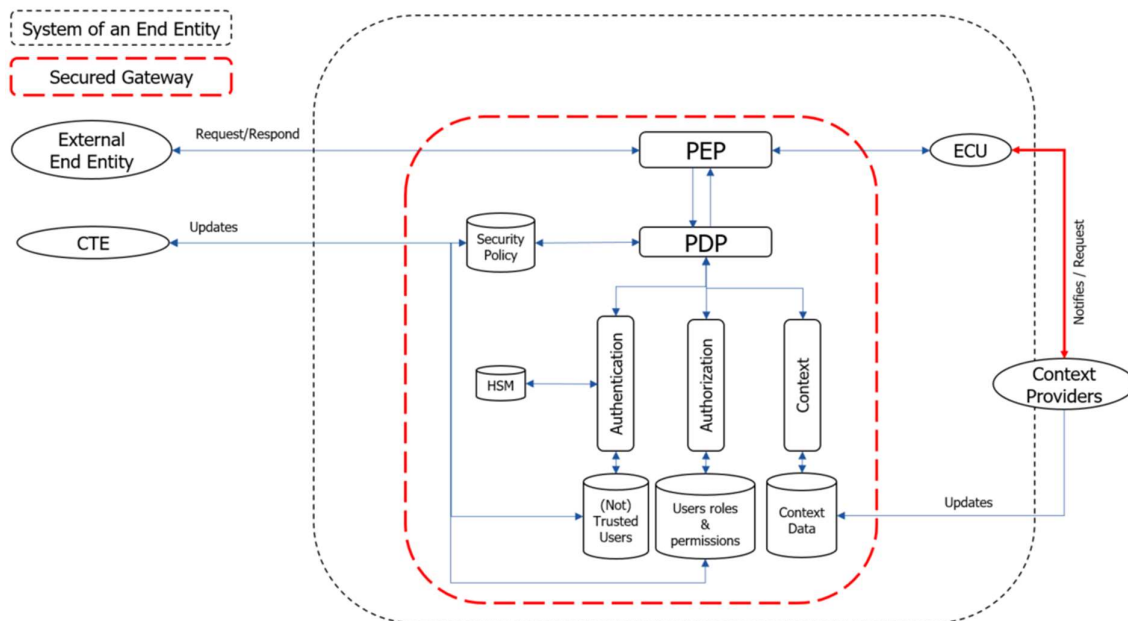 System of an End Entity
Secured Gateway
External
End Entity
Request/Respond
PEP
ECU
CTE
Updates
Security
Policy
PDP
Notifies / Request
HSM
Authentication
Authorization
Context
Context
Providers
(Not)
Trusted
Users
Users roles
&
permissions
Context
Data
Updates